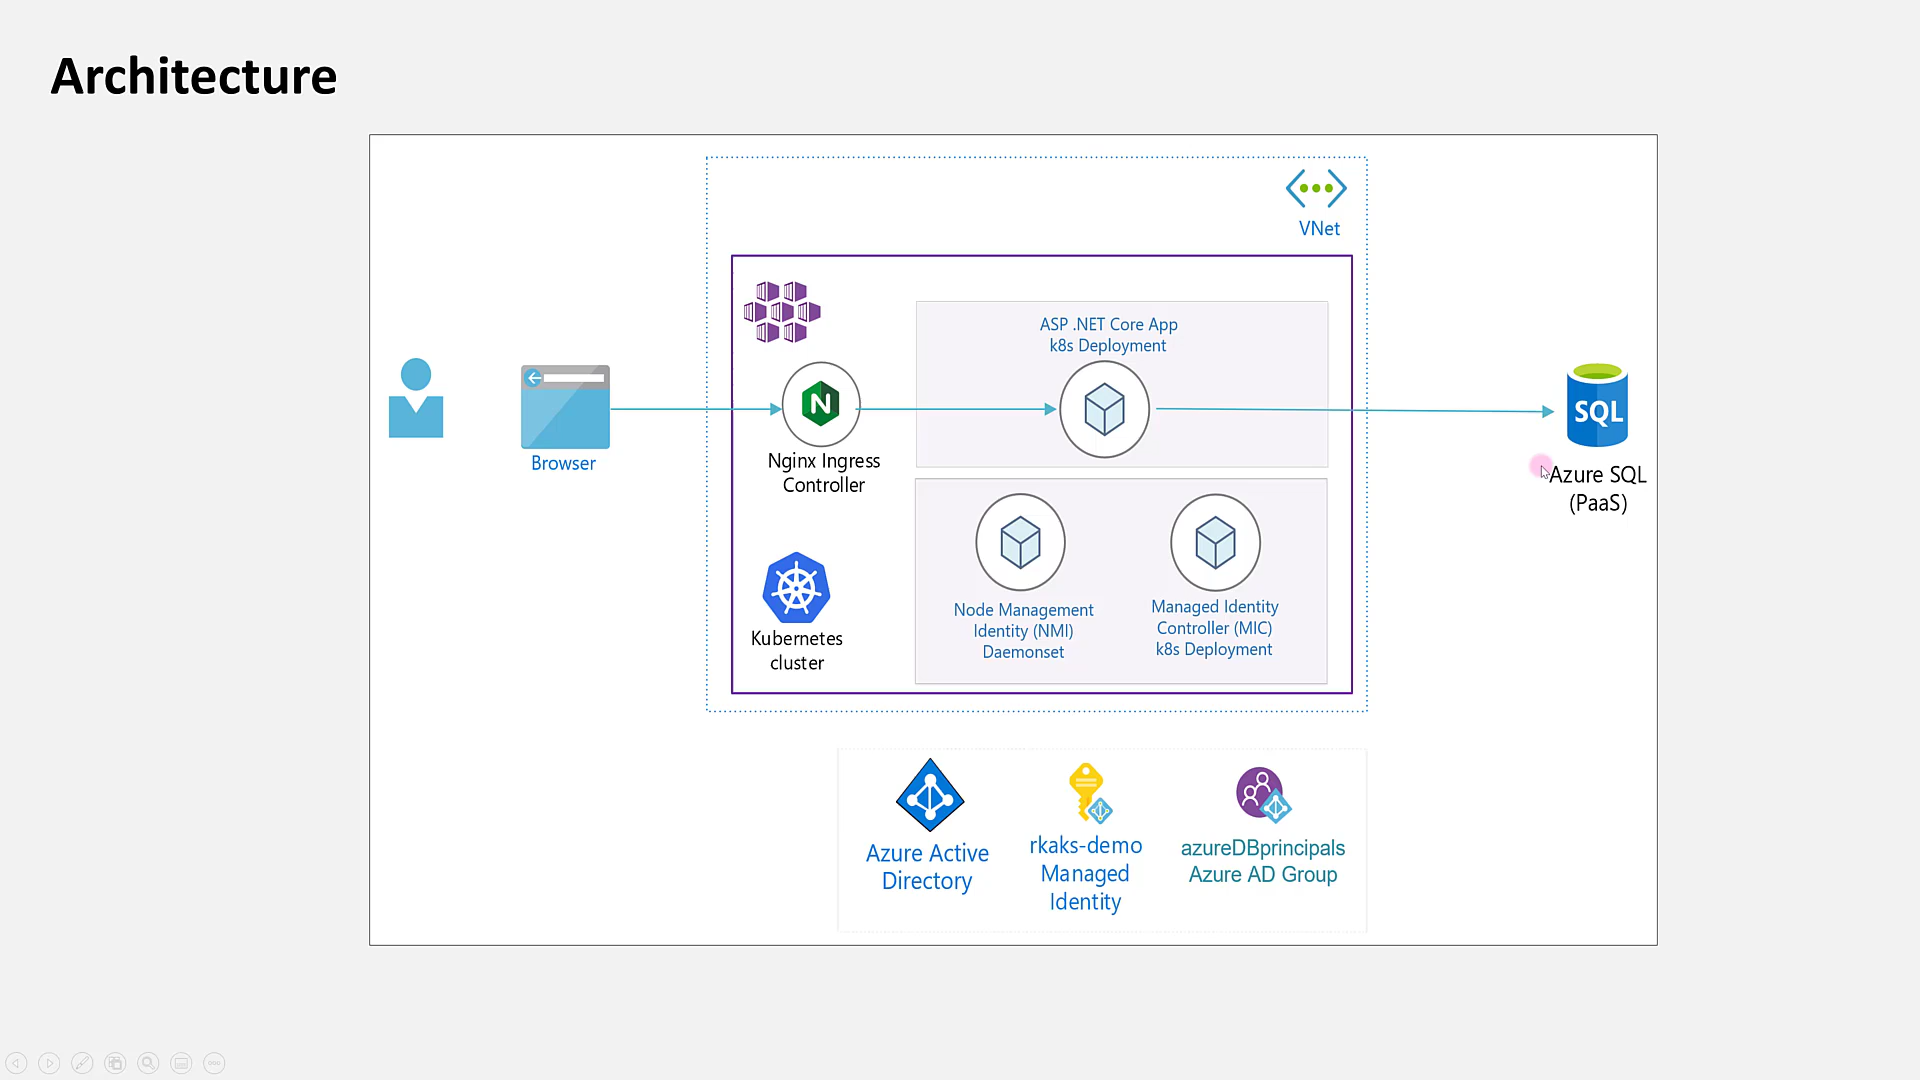 Architecture
VNet
ASP .NET Core App
k8s Deployment
N
Browser
Nginx Ingress
Controller
SQL
Azure SQL
(PaaS)
Kubernetes
cluster
Node Management
Identity (NMI)
Daemonset
Managed Identity
Controller (MIC)
k8s Deployment
Azure Active
Directory
rkaks-demo
Managed
Identity
azureDBprincipals
Azure AD Group